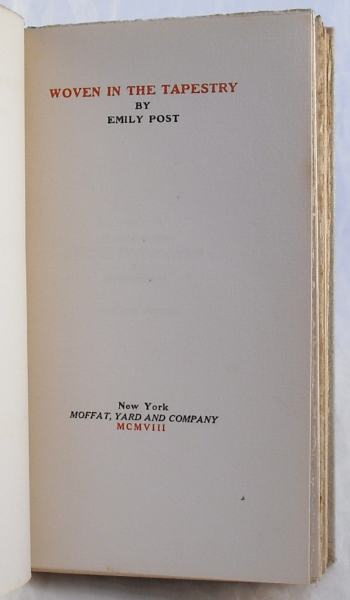 WOVEN IN THE TAPESTRY
BY
EMILY POST
New York
MOFFAT, YARD AND COMPANY
MCMVIII